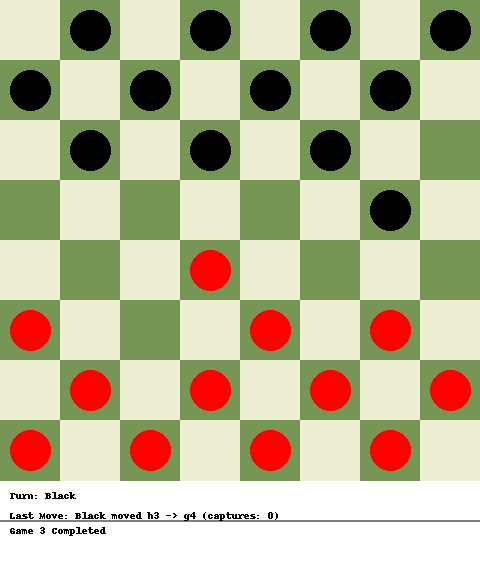 Turn: Black
Last Move: Black moved h3 -> g4 (captures: 0)
Game 3 Completed